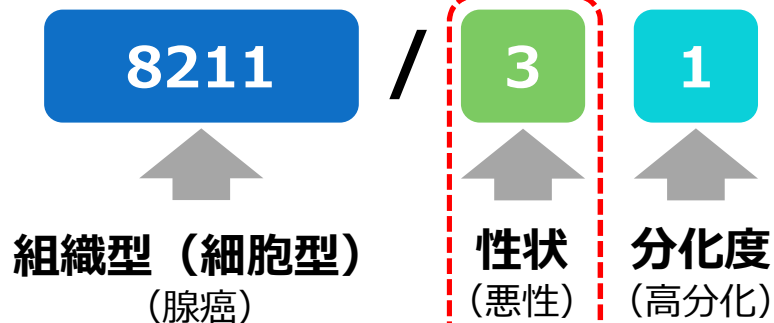 8211 / 3 1
組織型（細胞型） 性状 分化度
（腺癌） （悪性） （高分化）